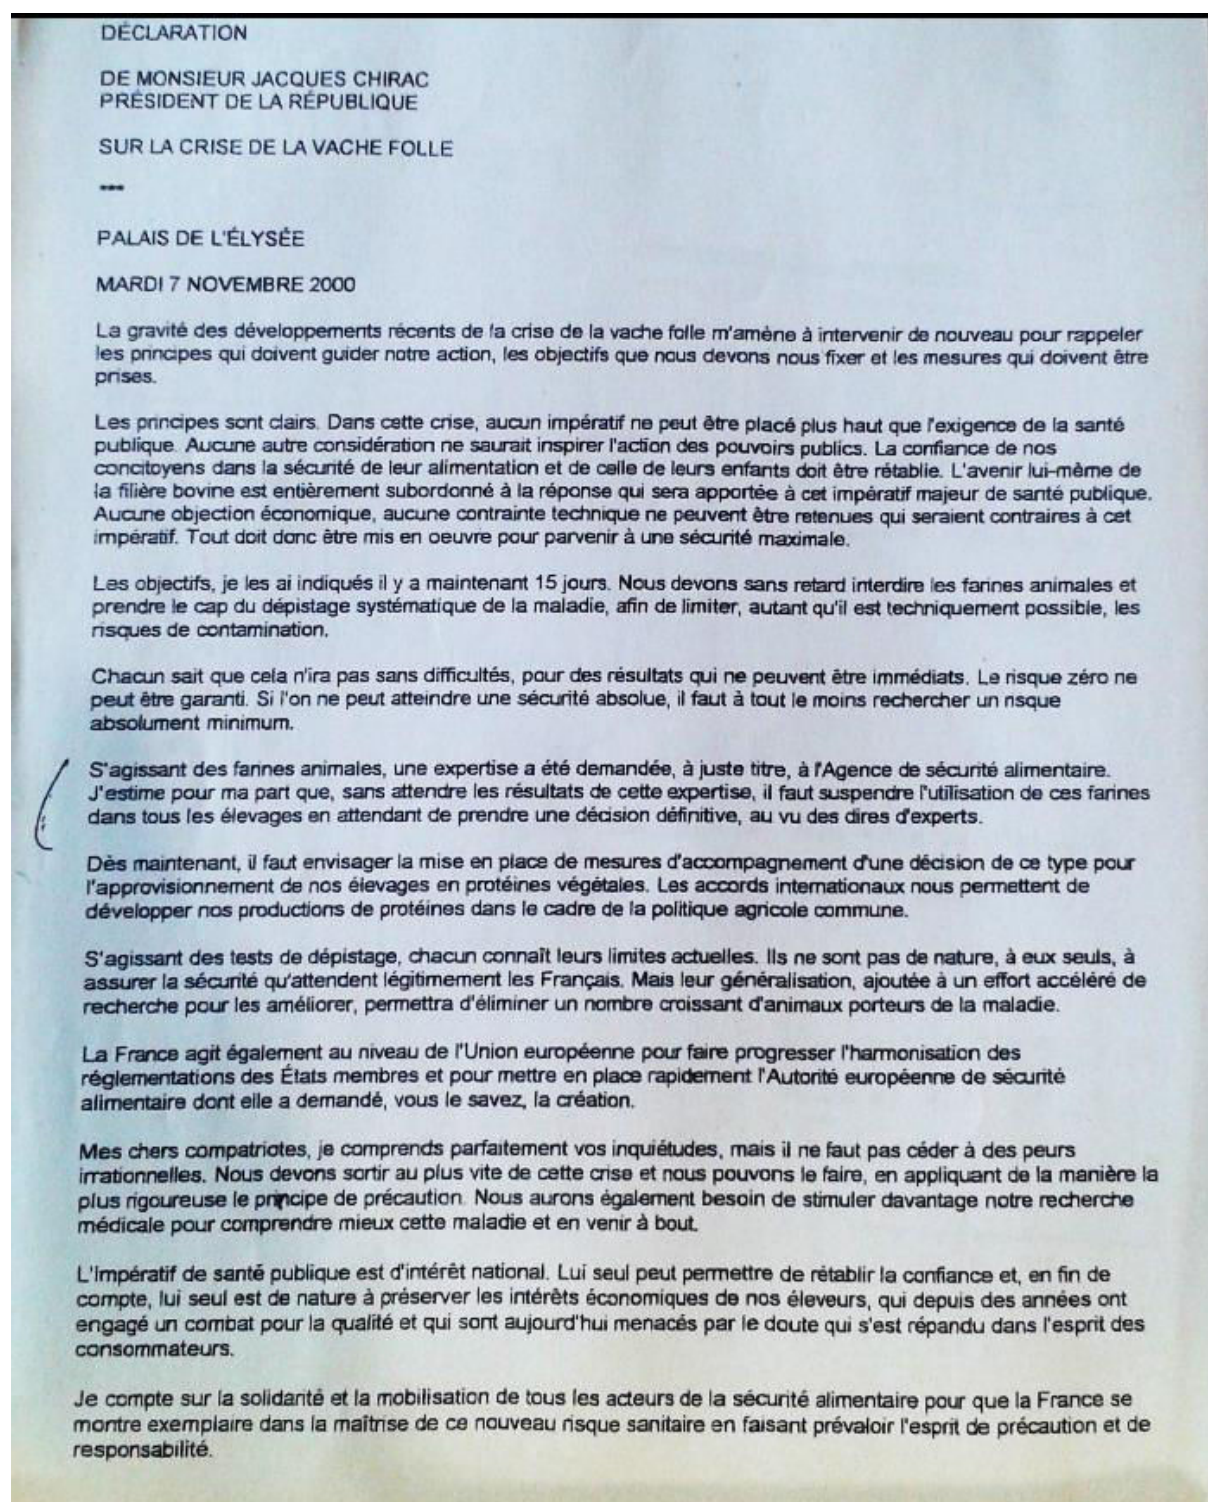 DÉCLARATION
DE MONSIEUR JACQUES CHIRAC
PRÉSIDENT DE LA RÉPUBLIQUE
SUR LA CRISE DE LA VACHE FOLLE
***
PALAIS DE L'ÉLYSÉE
MARDI 7 NOVEMBRE 2000
La gravité des développements récents de la crise de la vache folle m'amène à intervenir de nouveau pour rappeler
les principes qui doivent guider notre action, les objectifs que nous devons nous fixer et les mesures qui doivent être
prises.
Les principes sont clairs. Dans cette crise, aucun impératif ne peut être placé plus haut que l'exigence de la santé
publique. Aucune autre considération ne saurait inspirer l'action des pouvoirs publics. La confiance de nos
concitoyens dans la sécurité de leur alimentation et de celle de leurs enfants doit être rétablie. L'avenir lui-même de
la filière bovine est entièrement subordonné à la réponse qui sera apportée à cet impératif majeur de santé publique.
Aucune objection économique, aucune contrainte technique ne peuvent être retenues qui seraient contraires à cet
impératif. Tout doit donc être mis en oeuvre pour parvenir à une sécurité maximale.
Les objectifs, je les ai indiqués il y a maintenant 15 jours. Nous devons sans retard interdire les farines animales et
prendre le cap du dépistage systématique de la maladie, afin de limiter, autant qu'il est techniquement possible, les
risques de contamination.
Chacun sait que cela n'ira pas sans difficultés, pour des résultats qui ne peuvent être immédiats. Le risque zéro ne
peut être garanti. Si l'on ne peut atteindre une sécurité absolue, il faut à tout le moins rechercher un risque
absolument minimum.
S'agissant des farines animales, une expertise a été demandée, à juste titre, à l'Agence de sécurité alimentaire.
J'estime pour ma part que, sans attendre les résultats de cette expertise, il faut suspendre l'utilisation de ces farines
dans tous les élevages en attendant de prendre une décision définitive, au vu des dires d'experts.
Dès maintenant, il faut envisager la mise en place de mesures d'accompagnement d'une décision de ce type pour
l'approvisionnement de nos élevages en protéines végétales. Les accords internationaux nous permettent de
développer nos productions de protéines dans le cadre de la politique agricole commune.
S'agissant des tests de dépistage, chacun connaît leurs limites actuelles. Ils ne sont pas de nature, à eux seuls, à
assurer la sécurité qu'attendent légitimement les Français. Mais leur généralisation, ajoutée à un effort accéléré de
recherche pour les améliorer, permettra d'éliminer un nombre croissant d'animaux porteurs de la maladie.
La France agit également au niveau de l'Union européenne pour faire progresser l'harmonisation des
réglementations des États membres et pour mettre en place rapidement l'Autorité européenne de sécurité
alimentaire dont elle a demandé, vous le savez, la création.
Mes chers compatriotes, je comprends parfaitement vos inquiétudes, mais il ne faut pas céder à des peurs
irrationnelles. Nous devons sortir au plus vite de cette crise et nous pouvons le faire, en appliquant de la manière la
plus rigoureuse le principe de précaution. Nous aurons également besoin de stimuler davantage notre recherche
médicale pour comprendre mieux cette maladie et en venir à bout.
L'Impératif de santé publique est d'intérêt national. Lui seul peut permettre de rétablir la confiance et, en fin de
compte, lui seul est de nature à préserver les intérêts économiques de nos éleveurs, qui depuis des années ont
engagé un combat pour la qualité et qui sont aujourd'hui menacés par le doute qui s'est répandu dans l'esprit des
consommateurs.
Je compte sur la solidarité et la mobilisation de tous les acteurs de la sécurité alimentaire pour que la France se
montre exemplaire dans la maîtrise de ce nouveau risque sanitaire en faisant prévaloir l'esprit de précaution et de
responsabilité.